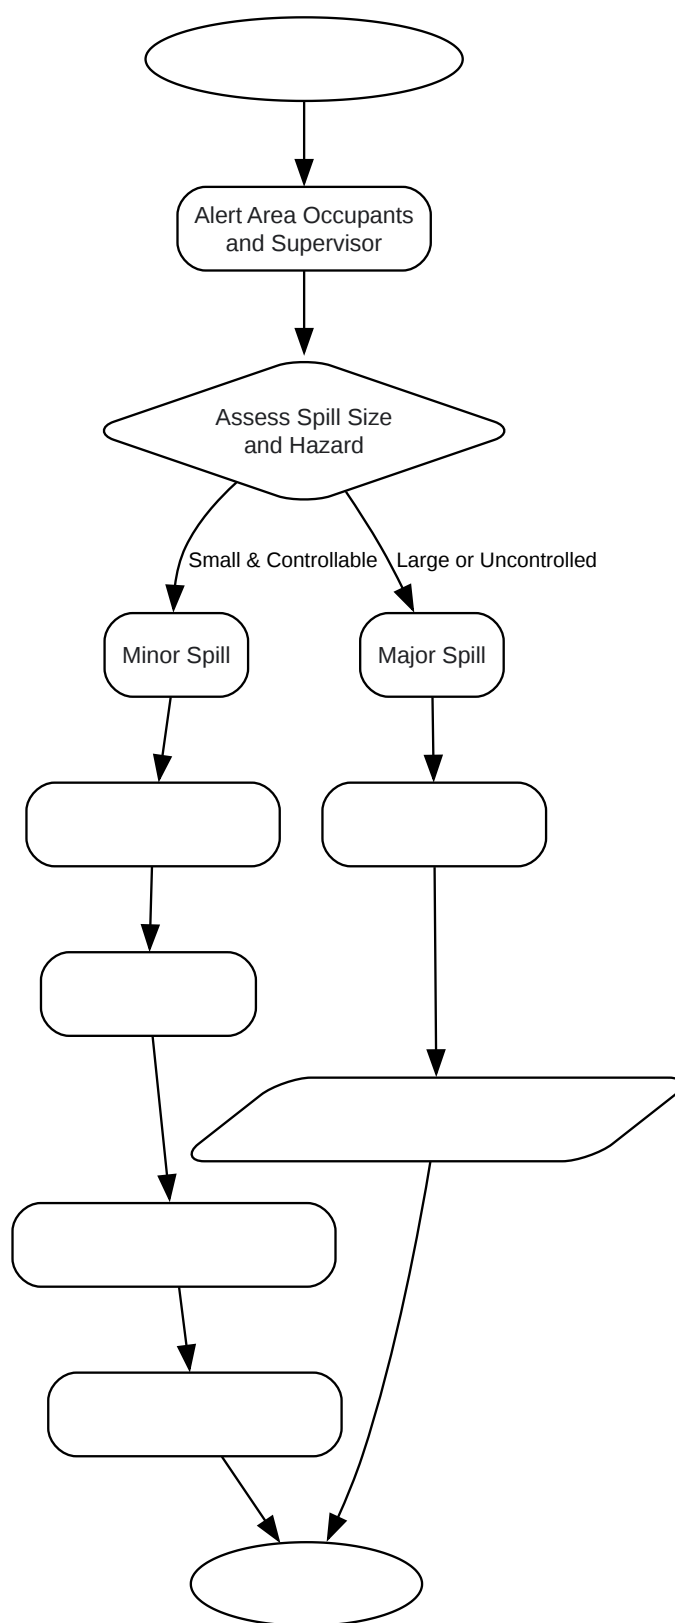 Alert Area Occupants
and Supervisor
Assess Spill Size
and Hazard
Small & Controllable
Large or Uncontrolled
Minor Spill
Major Spill